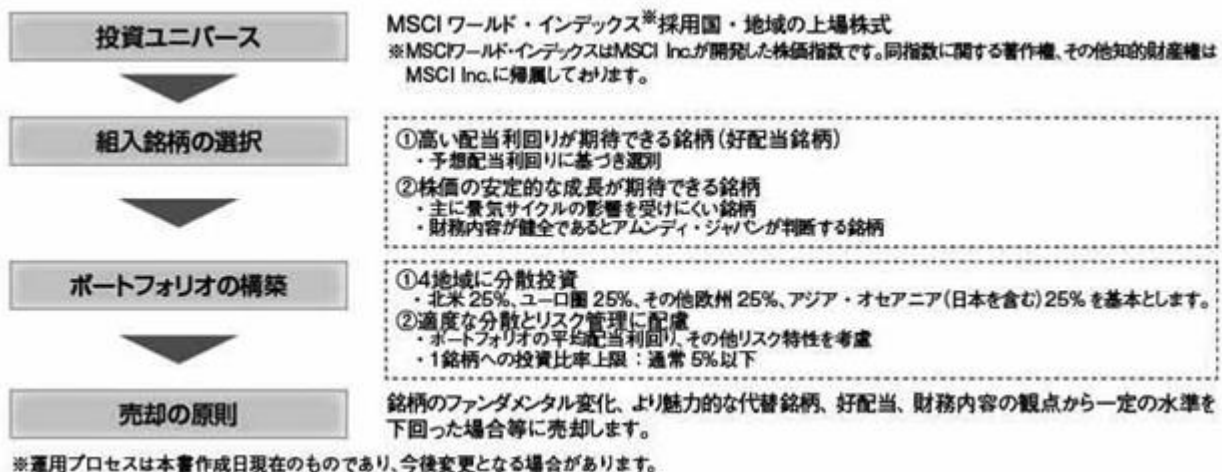 投資ユニバース
MSCI ワールド・インデックス※採用国・地域の上場株式
※MSCIワールド・インデックスはMSCI Inc.が開発した株価指数です。同指数に関する著作権、その他知的財産権は
MSCI Inc.に帰属しております。
組入銘柄の選択
①高い配当利回りが期待できる銘柄(好配当銘柄)
・予想配当利回りに基づき選別
②株価の安定的な成長が期待できる銘柄
・主に景気サイクルの影響を受けにくい銘柄
・財務内容が健全であるとアムンディ・ジャパンが判断する銘柄
ポートフォリオの構築
①4地域に分散投資
・北米 25%、ユーロ圏 25%、その他欧州 25%、アジア・オセアニア(日本を含む)25% を基本とします。
②適度な分散とリスク管理に配慮
・ポートフォリオの平均配当利回り、その他リスク特性を考慮
・1銘柄への投資比率上限:通常 5%以下
売却の原則
銘柄のファンダメンタル変化、より魅力的な代替銘柄、好配当、財務内容の観点から一定の水準を
下回った場合等に売却します。
※運用プロセスは本書作成日現在のものであり、今後変更となる場合があります。